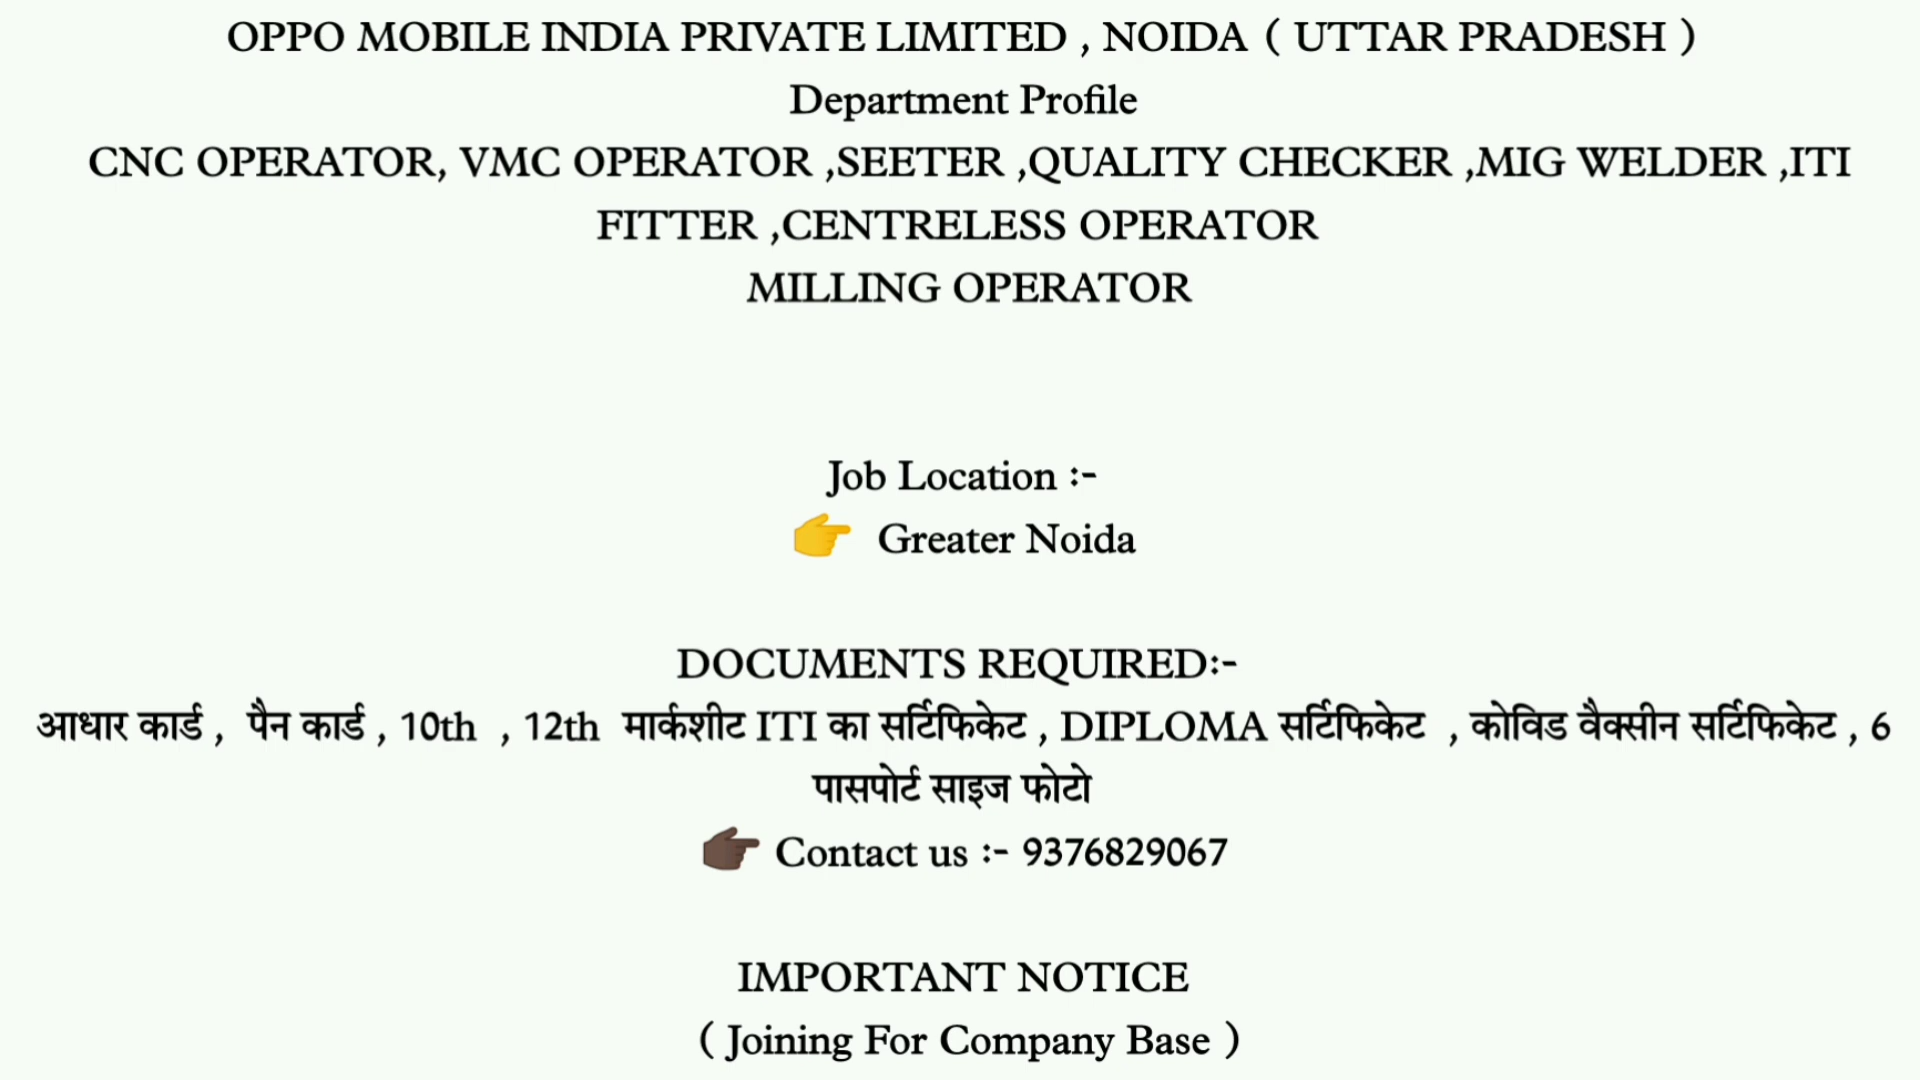 OPPO MOBILE INDIA PRIVATE LIMITED , NOIDA ( UTTAR PRADESH )
Department Profile
CNC OPERATOR, VMC OPERATOR ,SEETER ,QUALITY CHECKER ,MIG WELDER ,ITI
FITTER ,CENTRELESS OPERATOR
MILLING OPERATOR
Job Location :-
👉 Greater Noida
DOCUMENTS REQUIRED:-
आधार कार्ड , पैन कार्ड , 10th , 12th मार्कशीट ITI का सर्टिफिकेट , DIPLOMA सर्टिफिकेट , कोविड वैक्सीन सर्टिफिकेट , 6
पासपोर्ट साइज फोटो
👉🏿 Contact us :- 9376829067
IMPORTANT NOTICE
( Joining For Company Base )